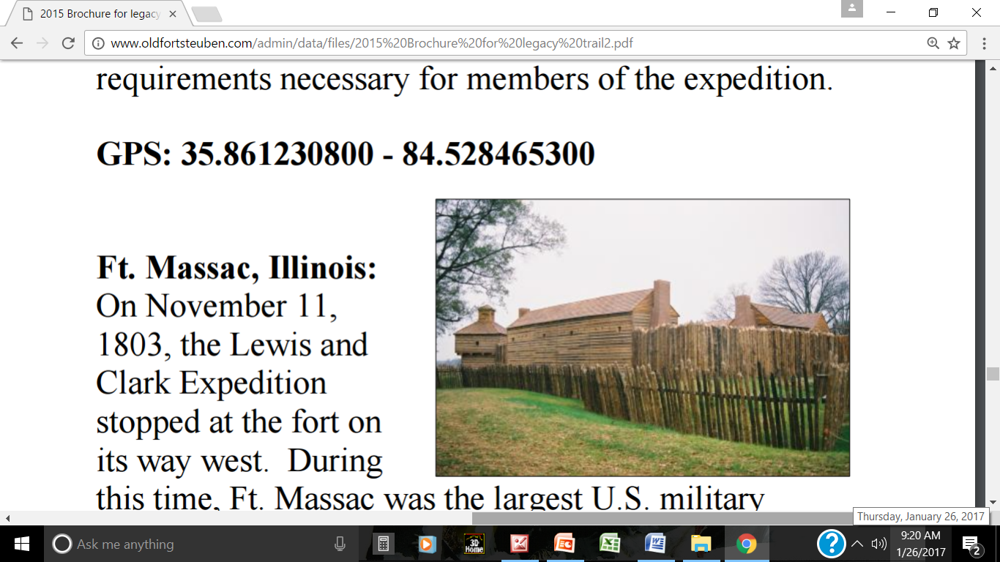 2015 Brochure for legacy
www.oldfortsteuben.com/admin/data/files/2015%20Brochure%20for%20legacy%20trail2.pdf
requirements necessary for members of the expedition.
GPS: 35.861230800 - 84.528465300
Ft. Massac, Illinois:
On November 11,
1803, the Lewis and
Clark Expedition
stopped at the fort on
its way west. During
this time, Ft. Massac was the largest U.S. military
Thursday, January 26, 2017
Ask me anything
3D
Home
9:20 AM
1/26/2017
2